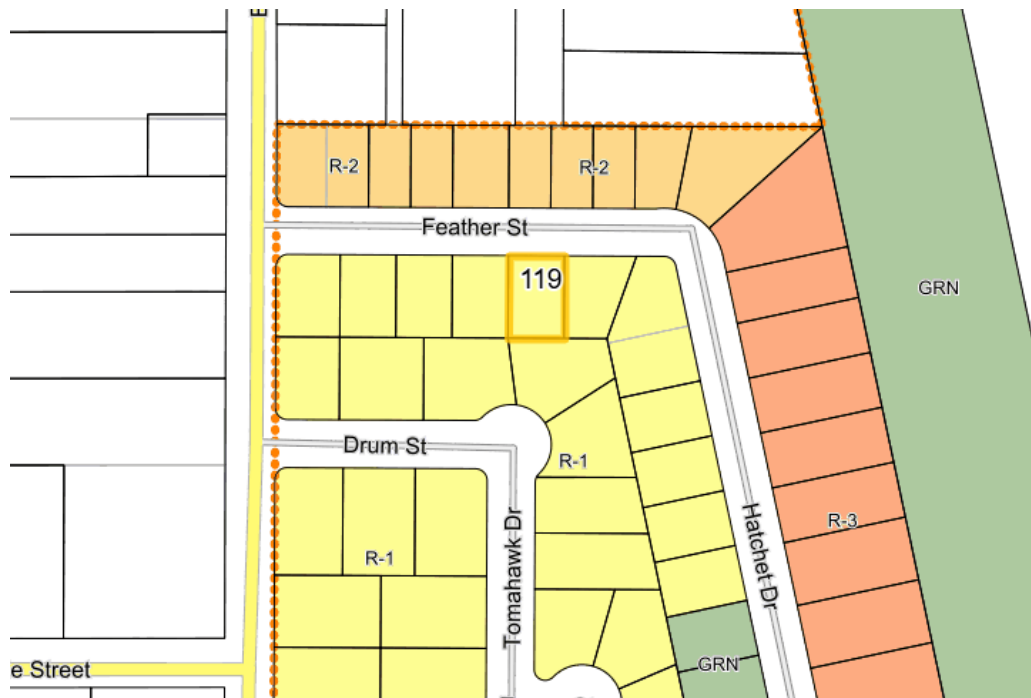 R-2
R-2
Feather St
119
GRN
Drum St
R-1
R-3
R-1
Tomahawk Dr
Hatchet Dr
GRN
e Street